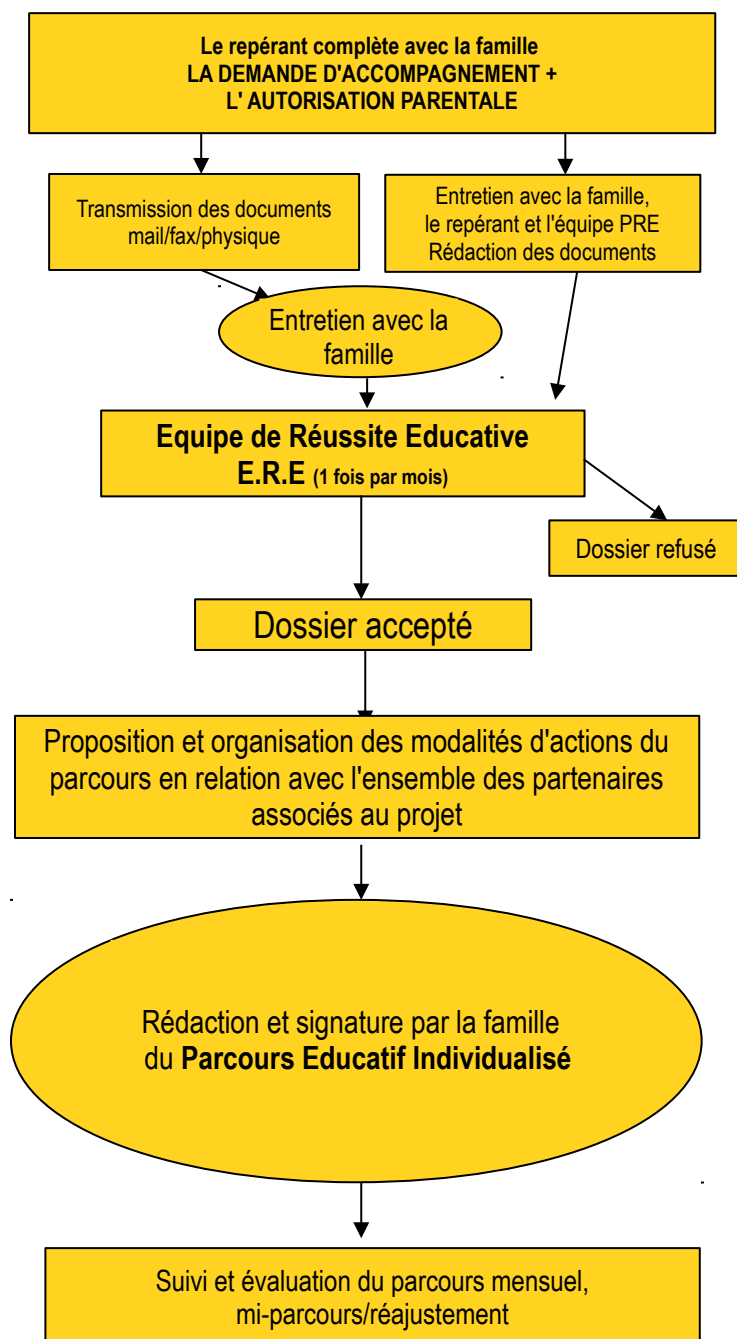 Le repérant complète avec la famille
LA DEMANDE D'ACCOMPAGNEMENT +
L' AUTORISATION PARENTALE
Transmission des documents
mail/fax/physique
Entretien avec la famille,
le repérant et l'équipe PRE
Rédaction des documents
Entretien avec la
famille
Equipe de Réussite Educative
E.R.E (1 fois par mois)
Dossier refusé
Dossier accepté
Proposition et organisation des modalités d'actions du
parcours en relation avec l'ensemble des partenaires
associés au projet
Rédaction et signature par la famille
du Parcours Educatif Individualisé
Suivi et évaluation du parcours mensuel,
mi-parcours/réajustement